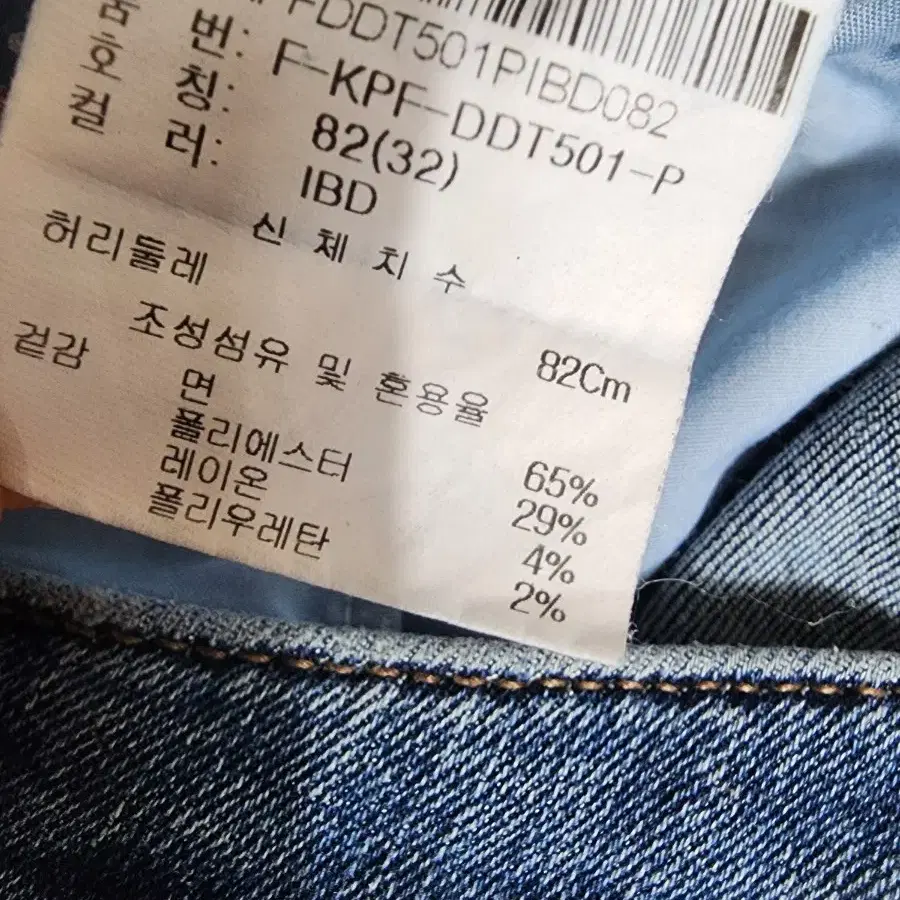 FDDT501PIBD082
품 번: F-KPF-DDT501-P
호 칭: 82(32)
컬 러: IBD
신 체 치 수
허리둘레 82Cm
조성섬유 및 혼용율
겉감
면 65%
폴리에스터 29%
레이온 4%
폴리우레탄 2%